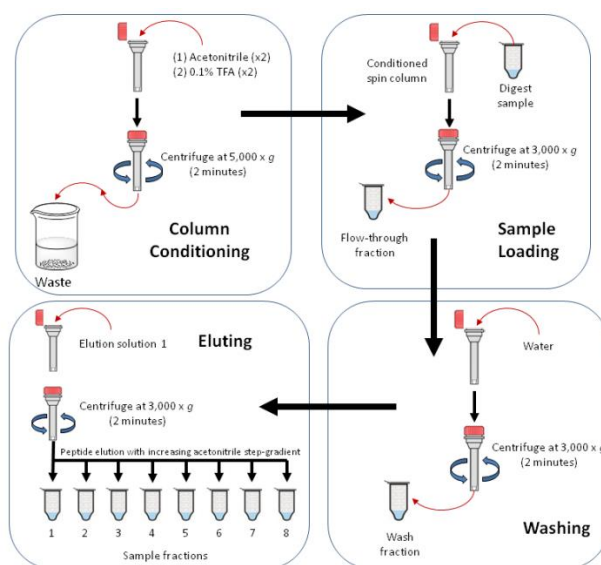 (1) Acetonitrile (x2)
(2) 0.1% TFA (x2)
Centrifuge at 5,000 x g
(2 minutes)
Column
Conditioning
Waste
Conditioned
spin column
Digest
sample
Centrifuge at 3,000 x g
(2 minutes)
Flow-through
fraction
Sample
Loading
Elution solution 1
Eluting
Centrifuge at 3,000 x g
(2 minutes)
Peptide elution with increasing acetonitrile step-gradient
1 2 3 4 5 6 7 8
Sample fractions
Water
Centrifuge at 3,000 x g
(2 minutes)
Wash
fraction
Washing